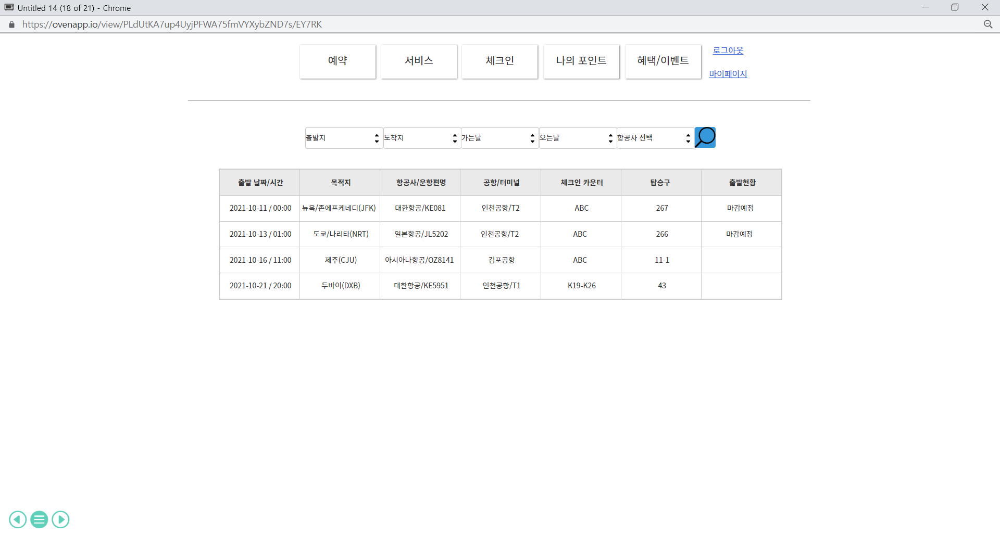 Untitled 14 (18 of 21) - Chrome
https://ovenapp.io/view/PLdUtKA7up4UyjPFWA75fmVYXybZND7s/EY7RK
예약 서비스 체크인 나의 포인트 혜택/이벤트 로그아웃
마이페이지
출발지 도착지 가는날 오는날 항공사 선택
출발 날짜/시간 목적지 항공사/운항편명 공항/터미널 체크인 카운터 탑승구 출발현황
2021-10-11 / 00:00 뉴욕/존에프케네디(JFK) 대한항공/KE081 인천공항/T2 ABC 267 마감예정
2021-10-13 / 01:00 도쿄/나리타(NRT) 일본항공/JL5202 인천공항/T2 ABC 266 마감예정
2021-10-16 / 11:00 제주(CJU) 아시아나항공/OZ8141 김포공항 ABC 11-1
2021-10-21 / 20:00 두바이(DXB) 대한항공/KE5951 인천공항/T1 K19-K26 43